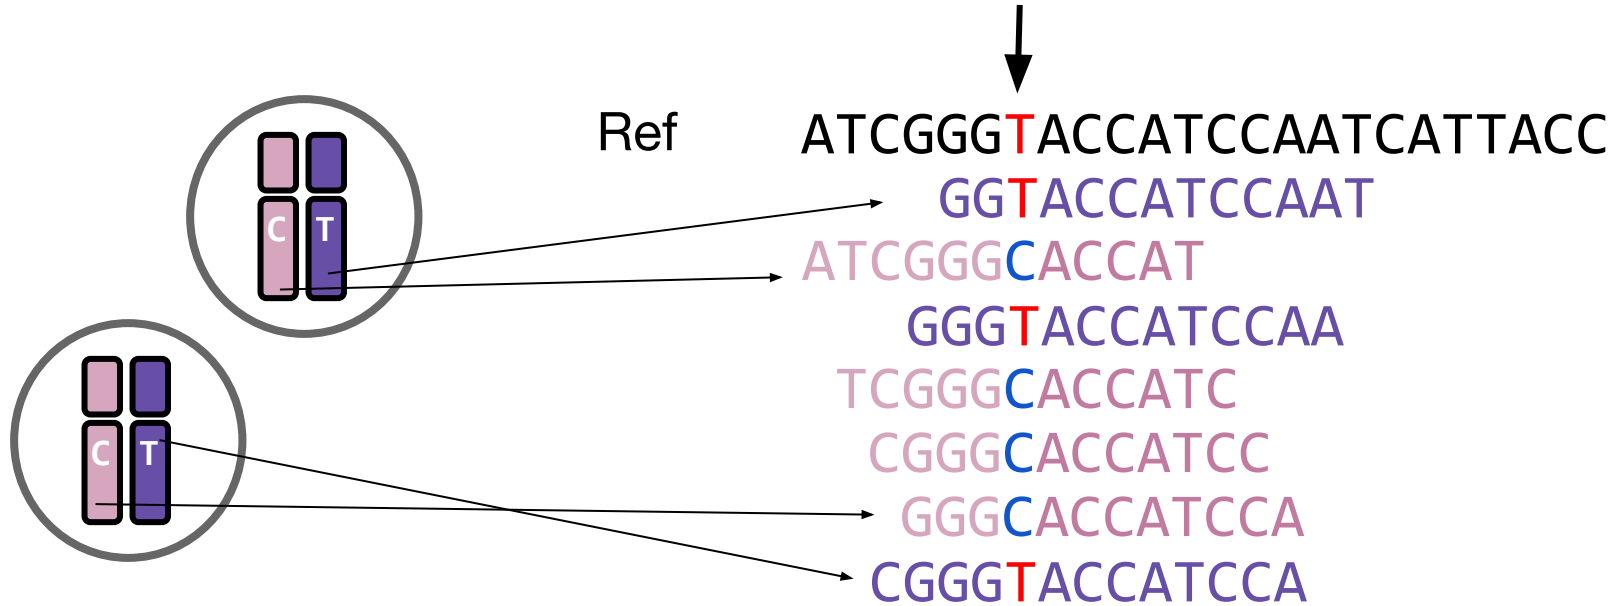 Ref ATCGGGTACCATCCAATCATTACC
GGTACCATCCAAT
C T
ATCGGGCACCAT
GGGTACCATCCAA
TCGGGCACCATC
C T
CGGGCACCATCC
GGGCACCATCCA
CGGGTACCATCCA